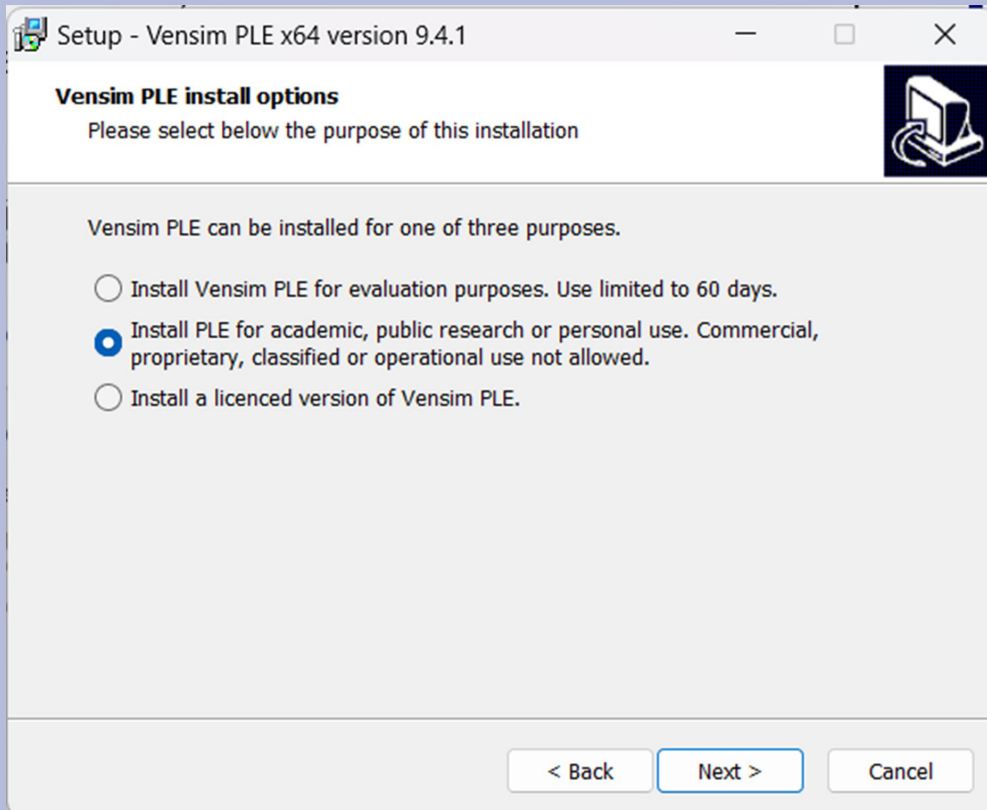 Setup - Vensim PLE x64 version 9.4.1
Vensim PLE install options
Please select below the purpose of this installation
Vensim PLE can be installed for one of three purposes.
Install Vensim PLE for evaluation purposes. Use limited to 60 days.
Install PLE for academic, public research or personal use. Commercial,
proprietary, classified or operational use not allowed.
Install a licenced version of Vensim PLE.
< Back
Next >
Cancel